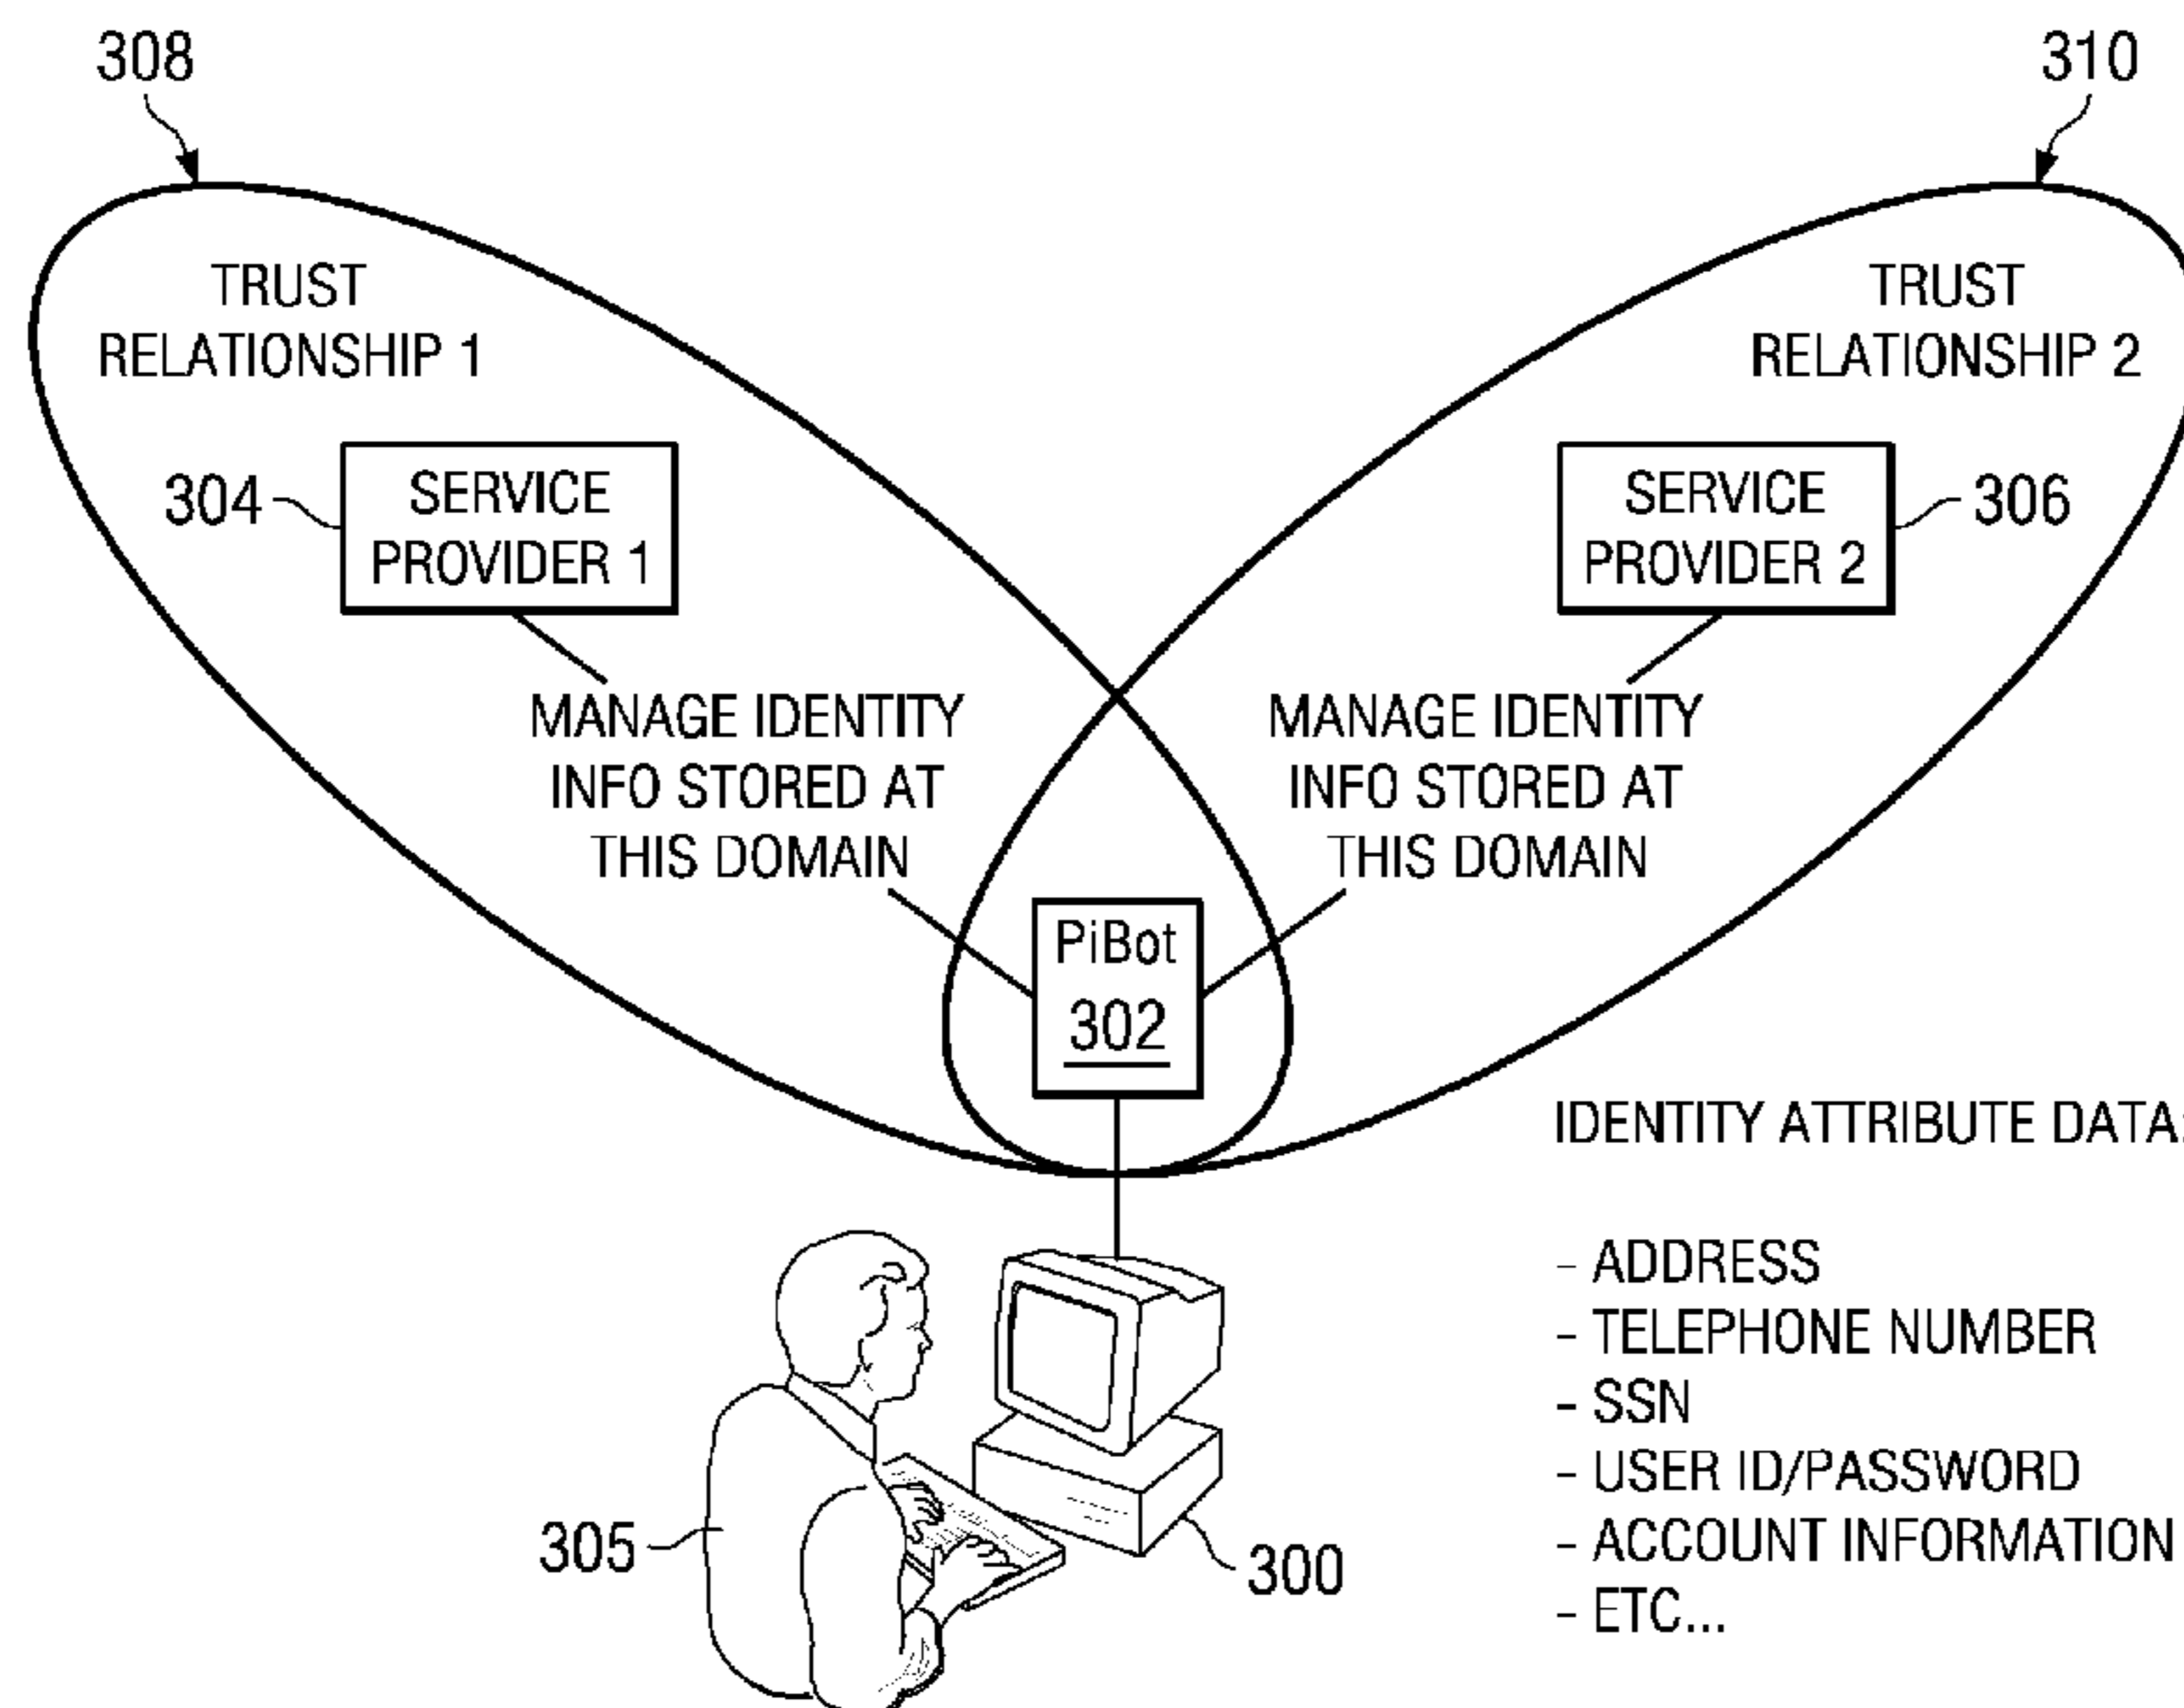 308
310
TRUST
RELATIONSHIP 1
TRUST
RELATIONSHIP 2
304
SERVICE
PROVIDER 1
SERVICE
PROVIDER 2
306
MANAGE IDENTITY
INFO STORED AT
THIS DOMAIN
MANAGE IDENTITY
INFO STORED AT
THIS DOMAIN
PiBot
302
IDENTITY ATTRIBUTE DATA:
- ADDRESS
- TELEPHONE NUMBER
- SSN
- USER ID/PASSWORD
- ACCOUNT INFORMATION
- ETC...
305
300